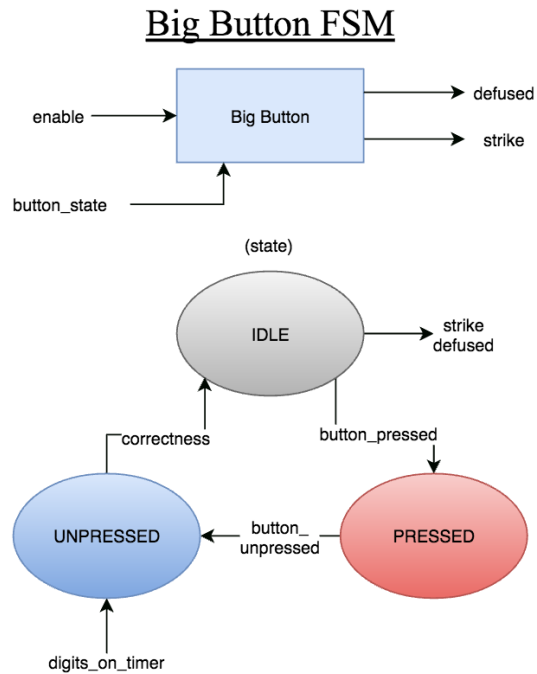 Big Button FSM
enable
Big Button
defused
strike
button_state
(state)
IDLE
strike
defused
correctness
button_pressed
UNPRESSED
button_
unpressed
PRESSED
digits_on_timer